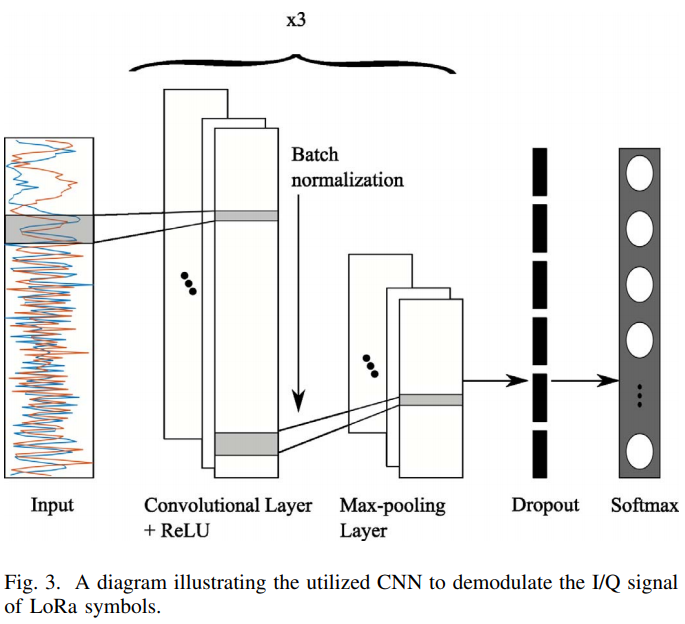 x3
Batch
normalization
Input
Convolutional Layer
+ ReLU
Max-pooling
Layer
Dropout
Softmax
Fig. 3. A diagram illustrating the utilized CNN to demodulate the I/Q signal
of LoRa symbols.